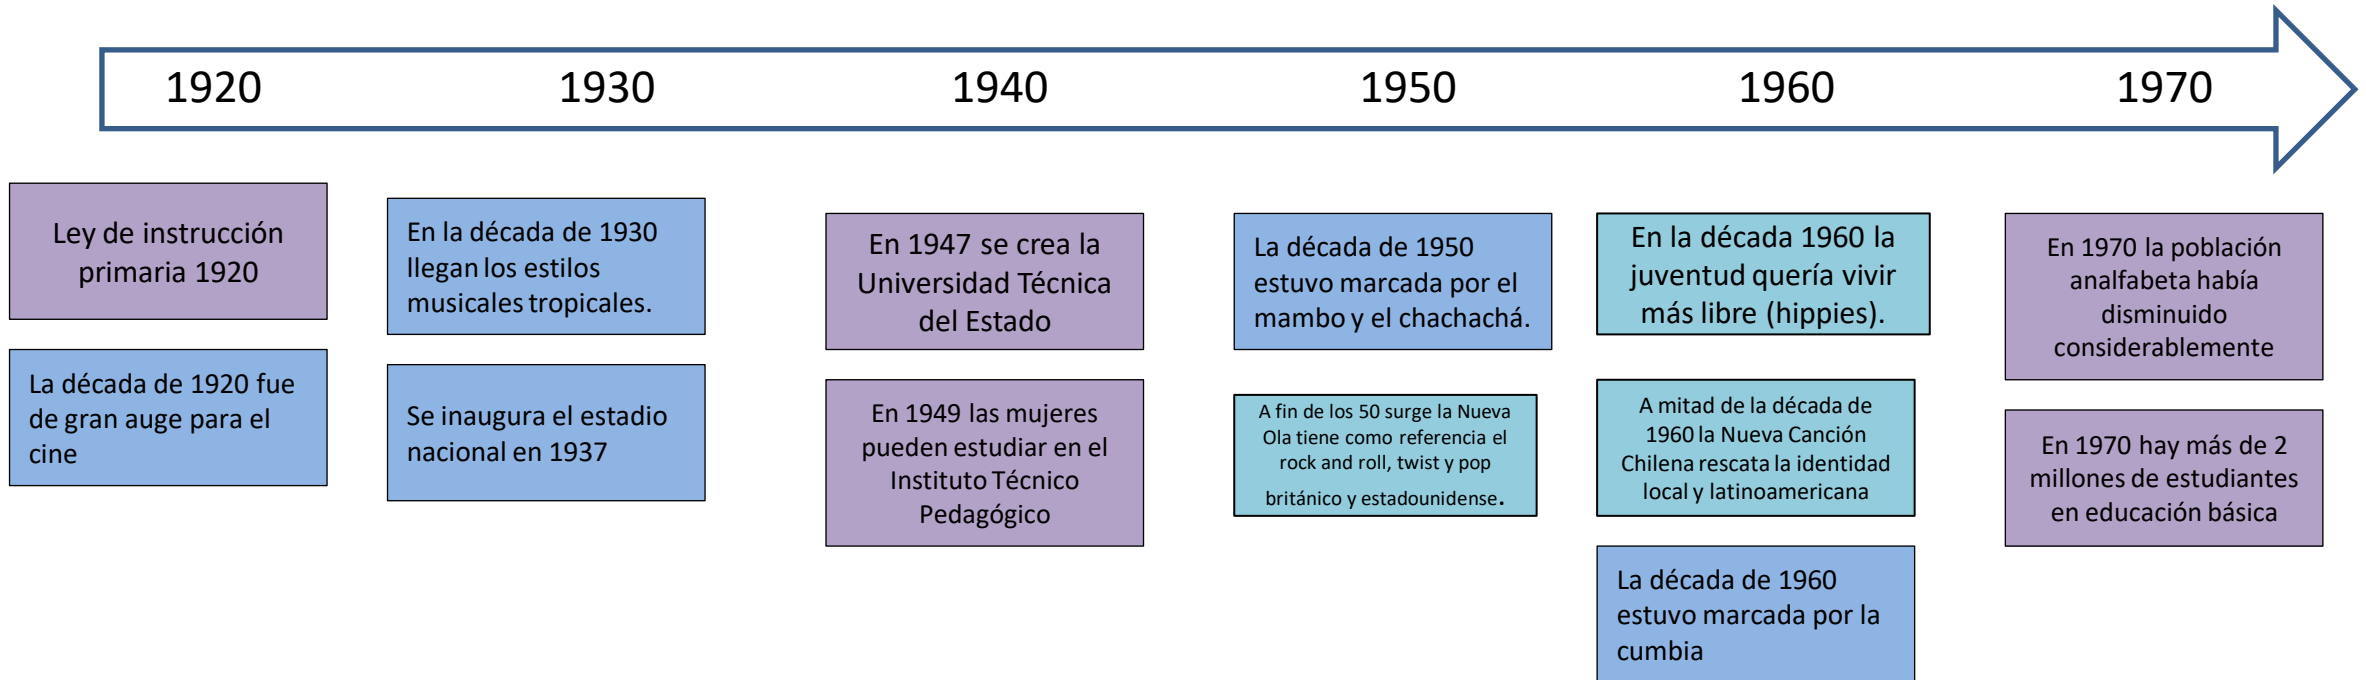 1920
1930
1940
1950
1960
1970
Ley de instrucción
primaria 1920
La década de 1920 fue
de gran auge para el
cine
En la década de 1930
llegan los estilos
musicales tropicales.
Se inaugura el estadio
nacional en 1937
En 1947 se crea la
Universidad Técnica
del Estado
En 1949 las mujeres
pueden estudiar en el
Instituto Técnico
Pedagógico
La década de 1950
estuvo marcada por el
mambo y el chachachá.
A fin de los 50 surge la Nueva
Ola tiene como referencia el
rock and roll, twist y pop
británico y estadounidense.
En la década 1960 la
juventud quería vivir
más libre (hippies).
A mitad de la década de
1960 la Nueva Canción
Chilena rescata la identidad
local y latinoamericana
La década de 1960
estuvo marcada por la
cumbia
En 1970 la población
analfabeta había
disminuido
considerablemente
En 1970 hay más de 2
millones de estudiantes
en educación básica